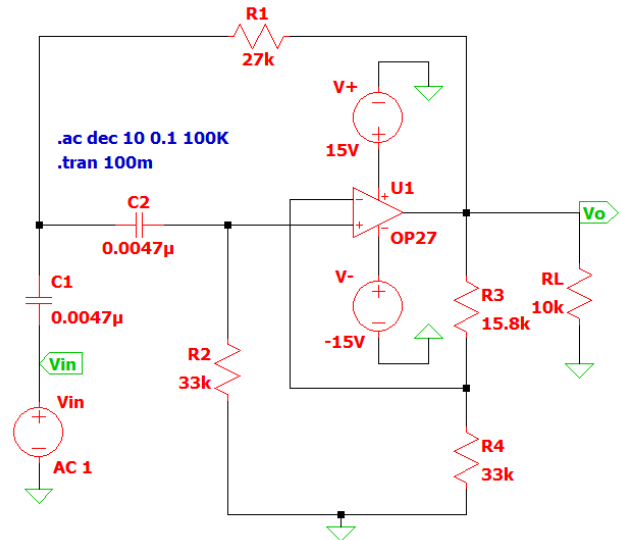 R1
27k
V+
15V
.ac dec 10 0.1 100K
.tran 100m
C2
0.0047µ
U1
OP27
Vo
C1
0.0047µ
V-
-15V
R3
15.8k
RL
10k
R2
33k
Vin
Vin
AC 1
R4
33k